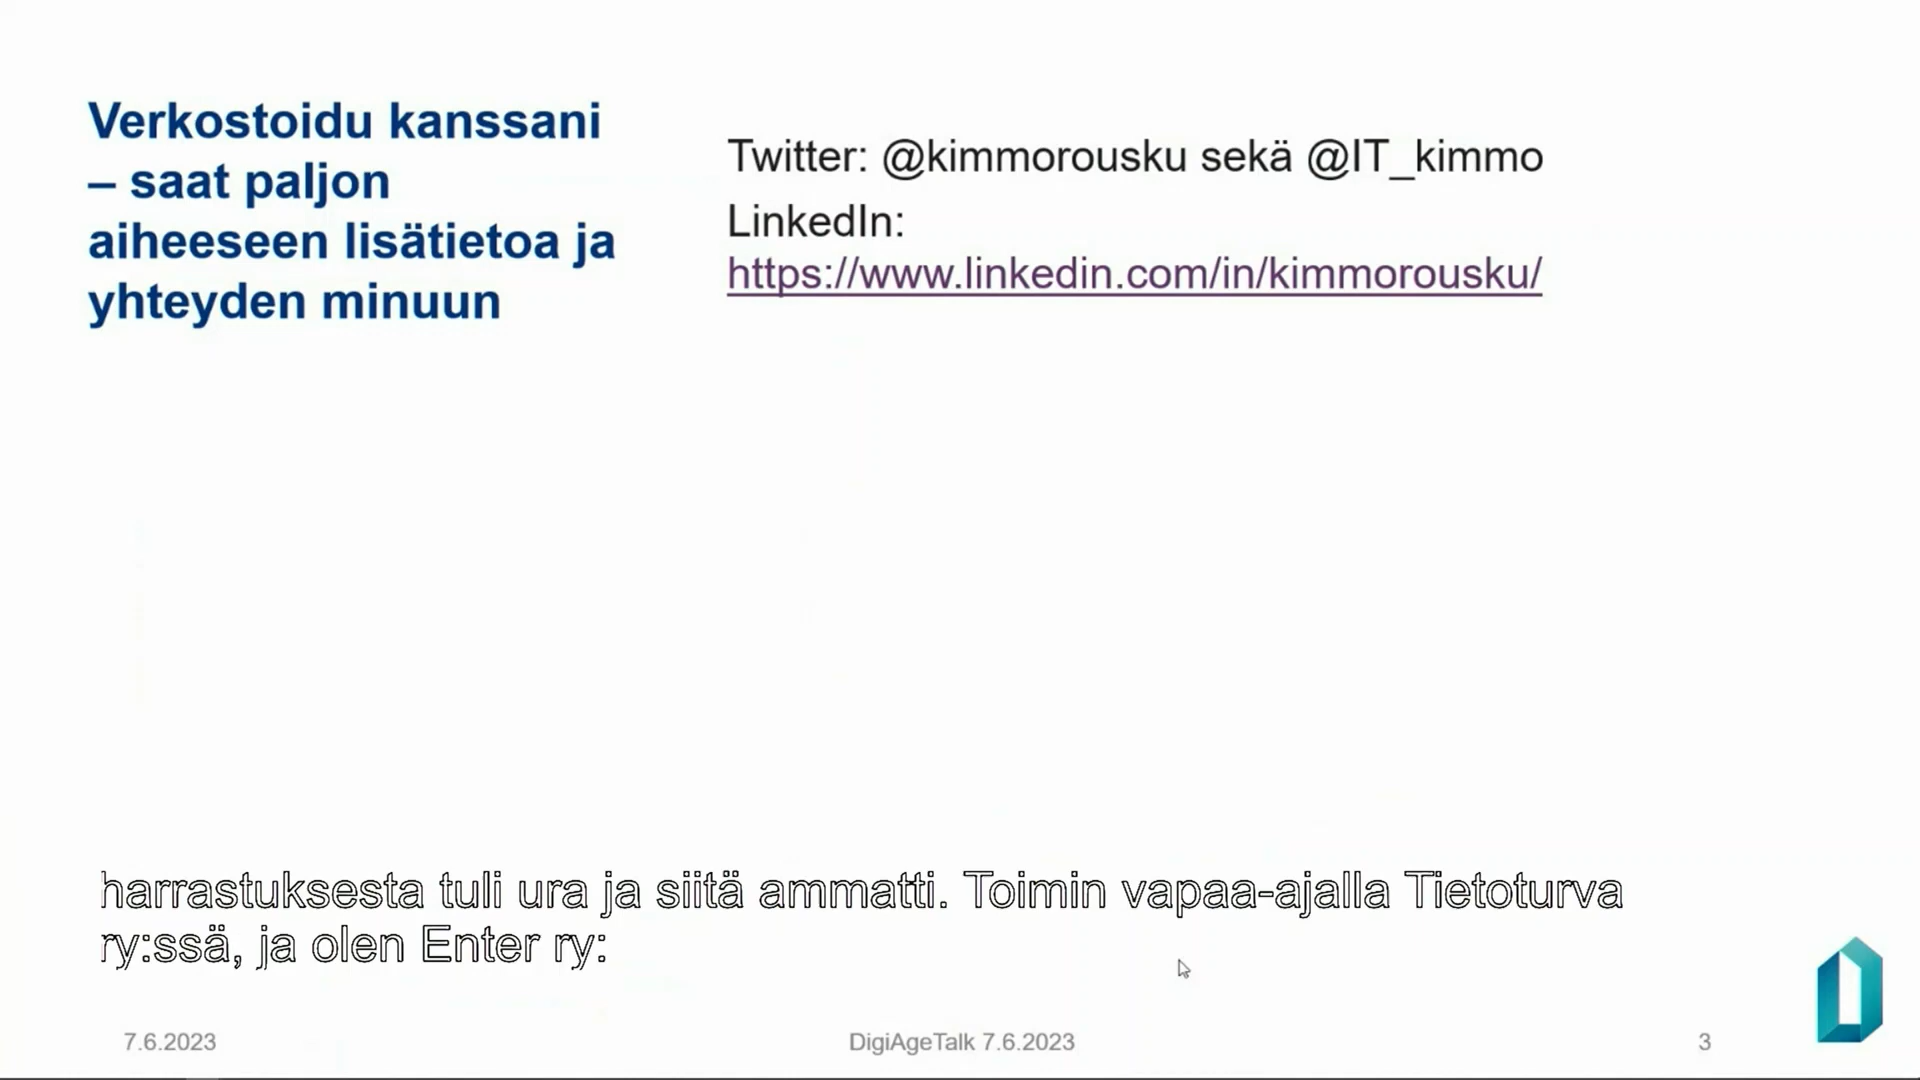 Verkostoidu kanssani
– saat paljon
aiheeseen lisätietoa ja
yhteyden minuun
Twitter: @kimmorousku sekä @IT_kimmo
LinkedIn:
https://www.linkedin.com/in/kimmorousku/
harrastuksesta tuli ura ja siitä ammatti. Toimin vapaa-ajalla Tietoturva
ry:ssä, ja olen Enter ry:
7.6.2023
DigiAgeTalk 7.6.2023
3